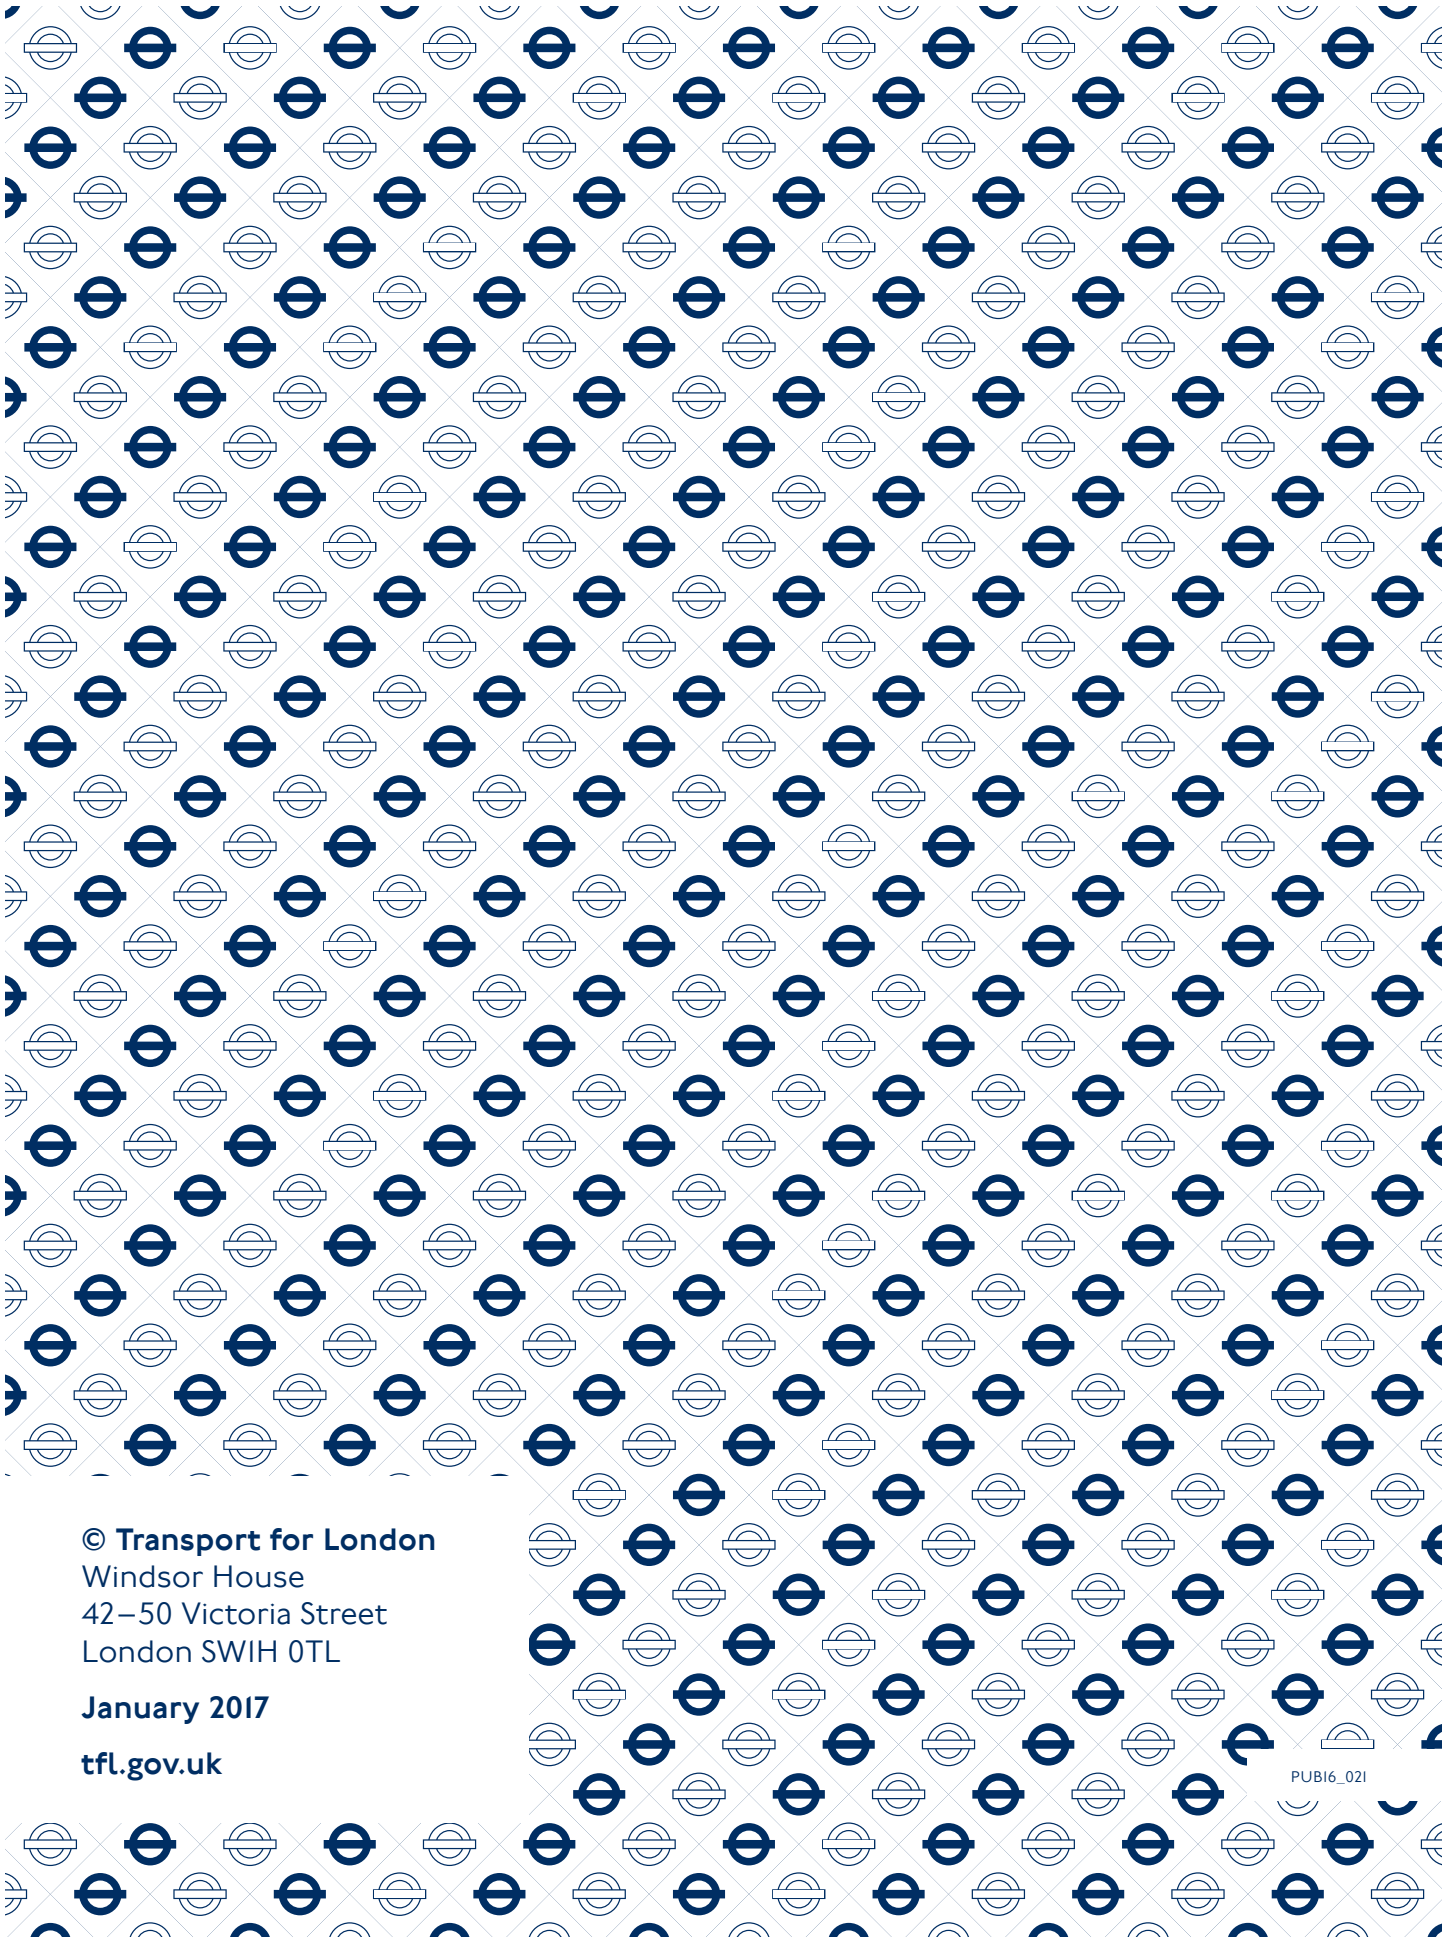 © Transport for London
Windsor House
42–50 Victoria Street
London SW1H 0TL
January 2017
tfl.gov.uk
PUB16_021